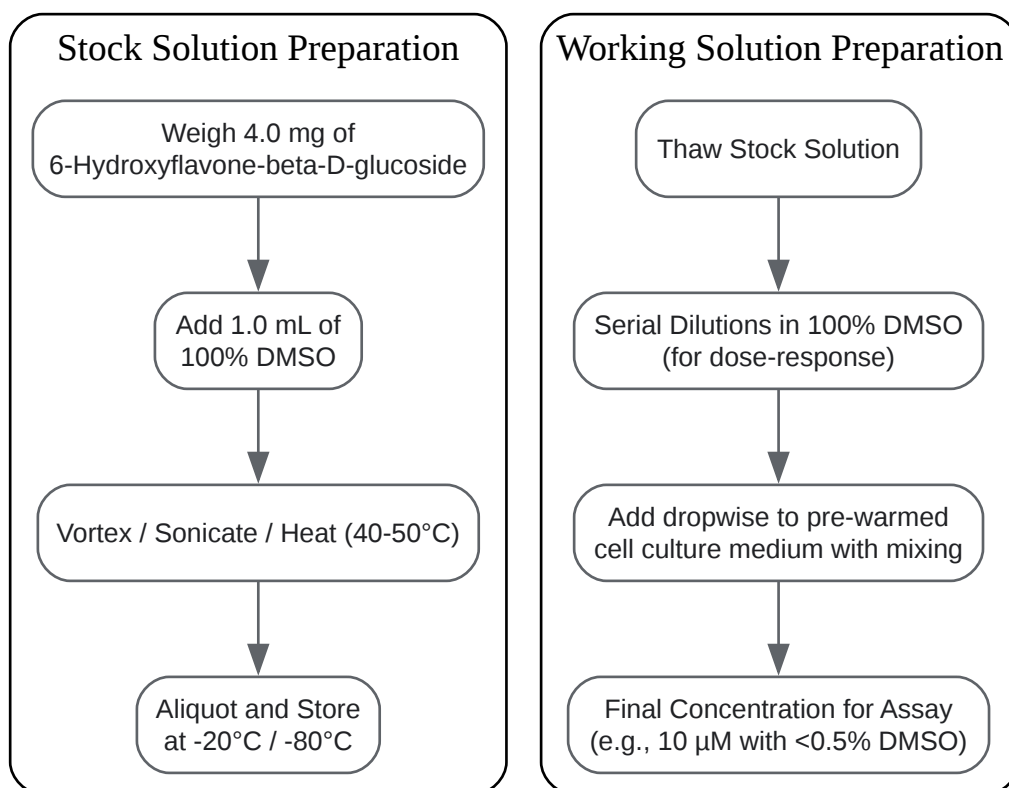 Stock Solution Preparation
Weigh 4.0 mg of
6-Hydroxyflavone-beta-D-glucoside
Add 1.0 mL of
100% DMSO
Vortex / Sonicate / Heat (40-50°C)
Aliquot and Store
at -20°C / -80°C
Working Solution Preparation
Thaw Stock Solution
Serial Dilutions in 100% DMSO
(for dose-response)
Add dropwise to pre-warmed
cell culture medium with mixing
Final Concentration for Assay
(e.g., 10 µM with <0.5% DMSO)